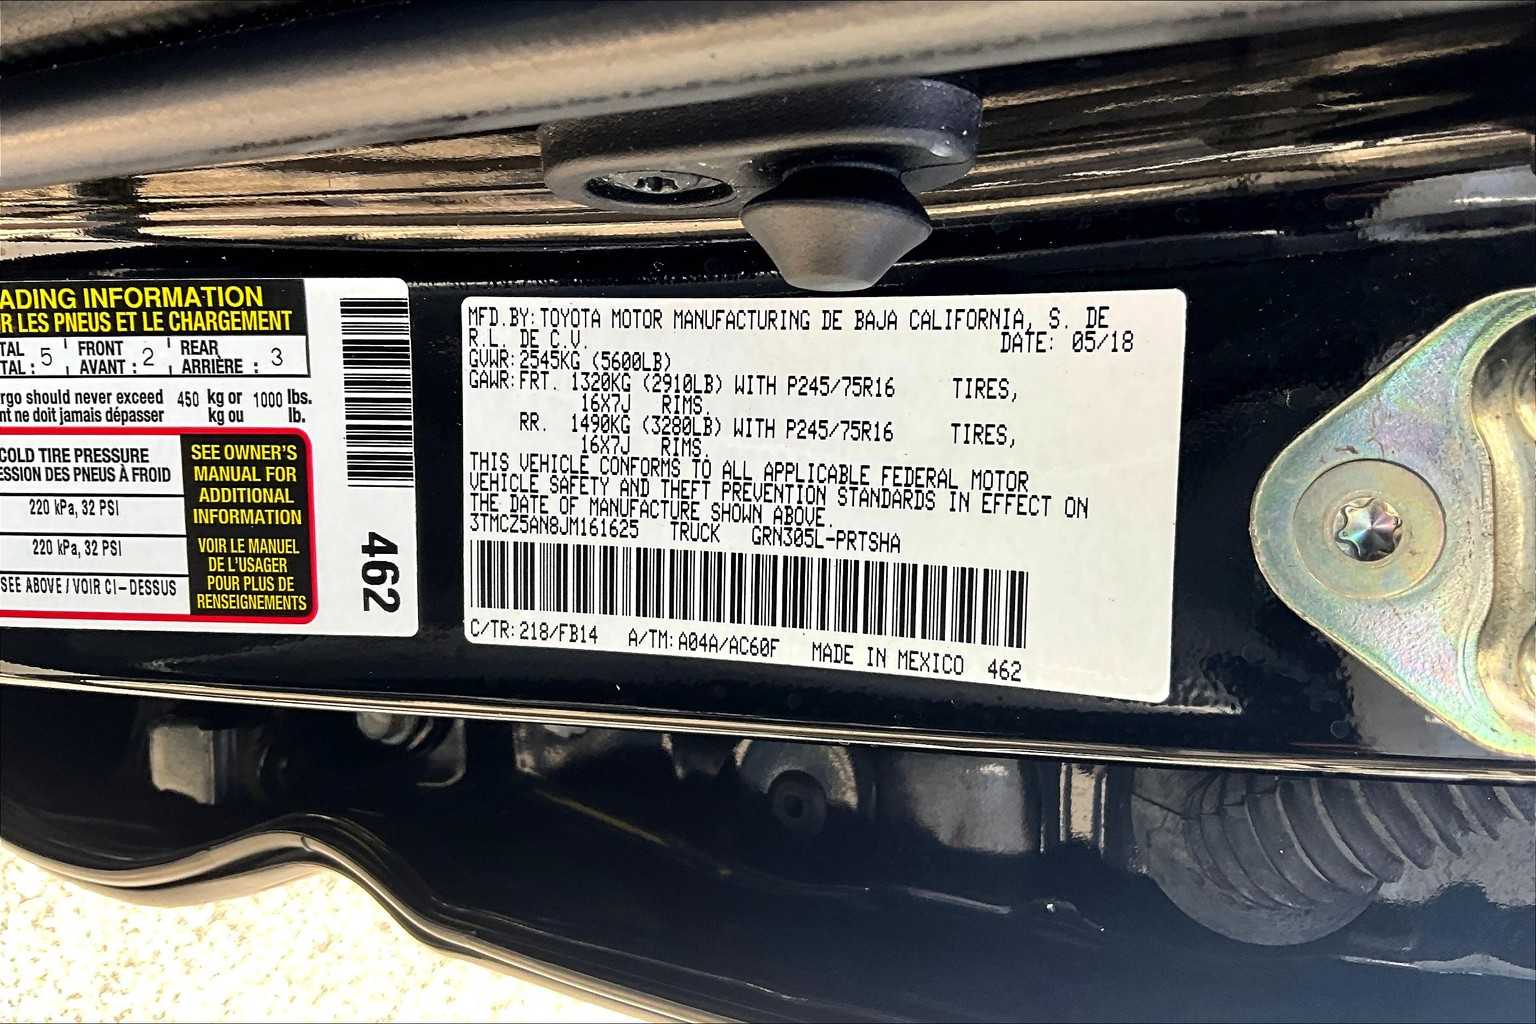 ADING INFORMATION
R LES PNEUS ET LE CHARGEMENT
TAL 5 FRONT 2 REAR 3
TAL : AVANT : ARRIÈRE :
rgo should never exceed 450 kg or 1000 lbs.
nt ne doit jamais dépasser kg ou lb.
COLD TIRE PRESSURE
ESSION DES PNEUS À FROID
220 kPa, 32 PSI
220 kPa, 32 PSI
SEE ABOVE / VOIR CI-DESSUS
SEE OWNER'S
MANUAL FOR
ADDITIONAL
INFORMATION
VOIR LE MANUEL
DE L'USAGER
POUR PLUS DE
RENSEIGNEMENTS
462
MFD.BY:TOYOTA MOTOR MANUFACTURING DE BAJA CALIFORNIA, S. DE
R.L. DE C.V. DATE: 05/18
GVWR:2545KG (5600LB)
GAWR:FRT. 1320KG (2910LB) WITH P245/75R16 TIRES,
16X7J RIMS.
RR. 1490KG (3280LB) WITH P245/75R16 TIRES,
16X7J RIMS.
THIS VEHICLE CONFORMS TO ALL APPLICABLE FEDERAL MOTOR
VEHICLE SAFETY AND THEFT PREVENTION STANDARDS IN EFFECT ON
THE DATE OF MANUFACTURE SHOWN ABOVE.
3TMCZ5AN8JM161625 TRUCK GRN305L-PRTSHA
C/TR:218/FB14 A/TM:A04A/AC60F MADE IN MEXICO 462